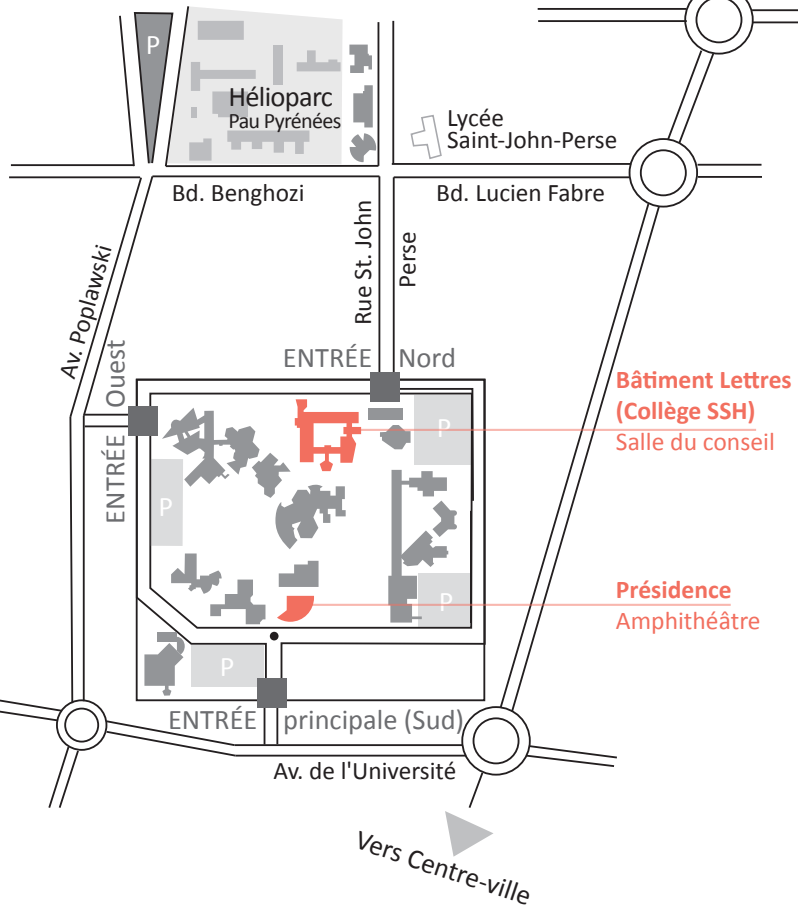 P
Hélioparc
Pau Pyrénées
Lycée
Saint-John-Perse
Bd. Benghozi
Bd. Lucien Fabre
Av. Poplawski
Rue St. John
Perse
ENTRÉE Nord
ENTRÉE Ouest
Bâtiment Lettres
(Collège SSH)
Salle du conseil
P
P
P
Présidence
Amphithéâtre
P
ENTRÉE principale (Sud)
Av. de l'Université
Vers Centre-ville